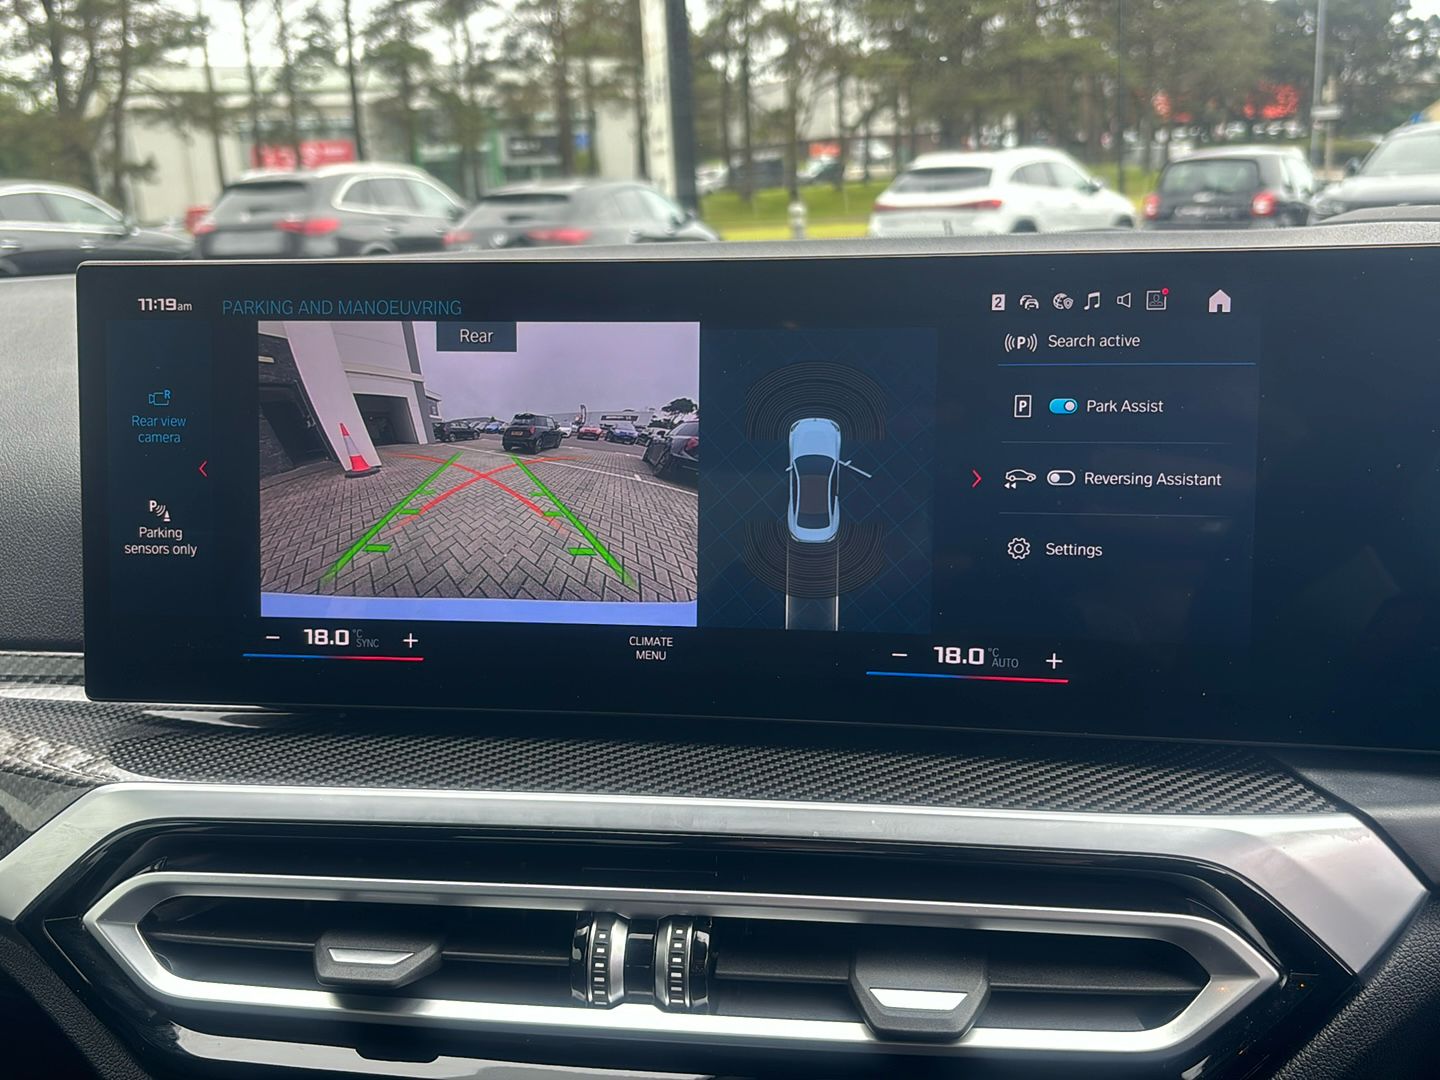 11:19am
PARKING AND MANOEUVRING
2
Rear
Search active
P
Park Assist
R
Rear view
camera
Reversing Assistant
P
Parking
sensors only
Settings
− 18.0 °C SYNC +
CLIMATE
MENU
− 18.0 °C AUTO +